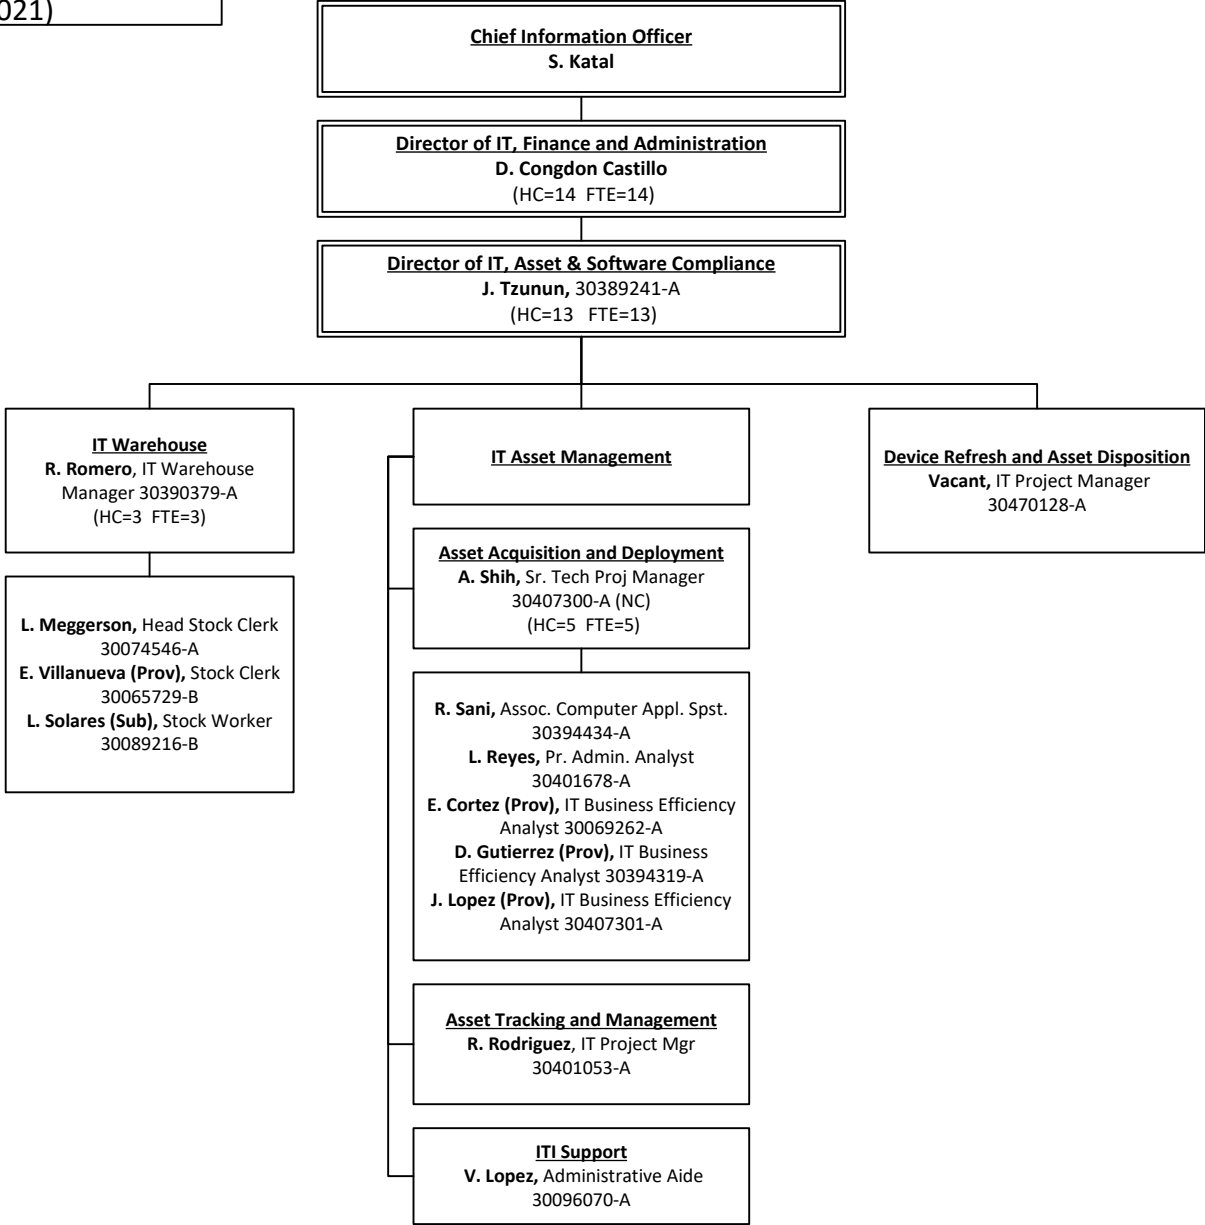 021)
Chief Information Officer
S. Katal
Director of IT, Finance and Administration
D. Congdon Castillo
(HC=14 FTE=14)
Director of IT, Asset & Software Compliance
J. Tzunun, 30389241-A
(HC=13 FTE=13)
IT Warehouse
R. Romero, IT Warehouse
Manager 30390379-A
(HC=3 FTE=3)
L. Meggerson, Head Stock Clerk
30074546-A
E. Villanueva (Prov), Stock Clerk
30065729-B
L. Solares (Sub), Stock Worker
30089216-B
IT Asset Management
Asset Acquisition and Deployment
A. Shih, Sr. Tech Proj Manager
30407300-A (NC)
(HC=5 FTE=5)
R. Sani, Assoc. Computer Appl. Spst.
30394434-A
L. Reyes, Pr. Admin. Analyst
30401678-A
E. Cortez (Prov), IT Business Efficiency
Analyst 30069262-A
D. Gutierrez (Prov), IT Business
Efficiency Analyst 30394319-A
J. Lopez (Prov), IT Business Efficiency
Analyst 30407301-A
Asset Tracking and Management
R. Rodriguez, IT Project Mgr
30401053-A
ITI Support
V. Lopez, Administrative Aide
30096070-A
Device Refresh and Asset Disposition
Vacant, IT Project Manager
30470128-A